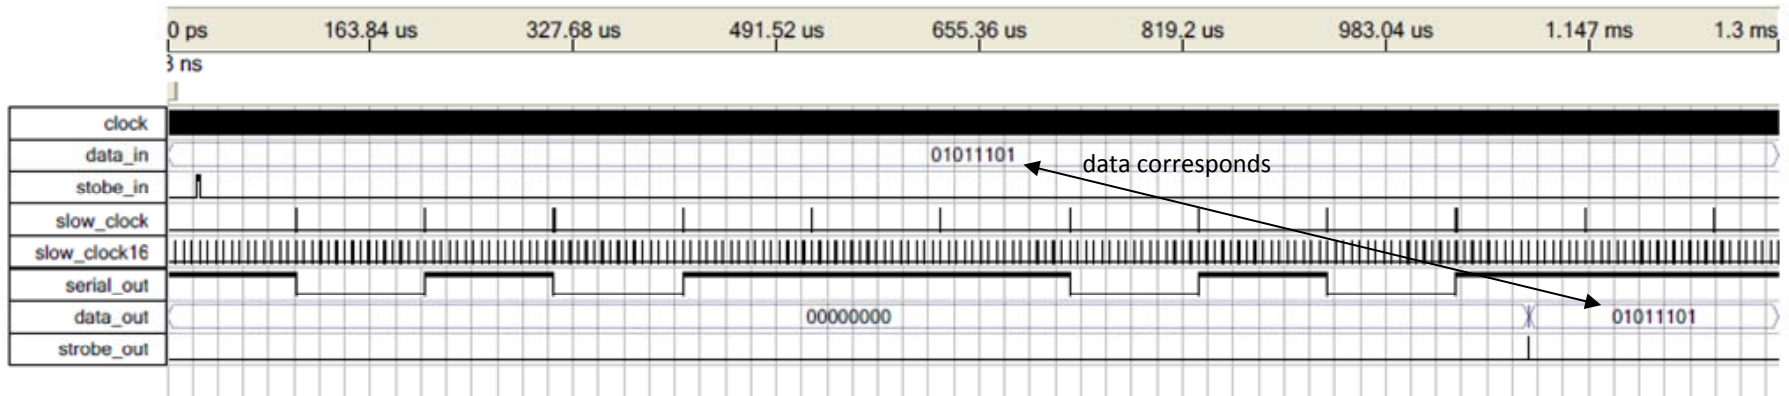 0 ps 163.84 us 327.68 us 491.52 us 655.36 us 819.2 us 983.04 us 1.147 ms 1.3 ms
3 ns
clock
data_in 01011101 data corresponds
stobe_in
slow_clock
slow_clock16
serial_out
data_out 00000000 01011101
strobe_out